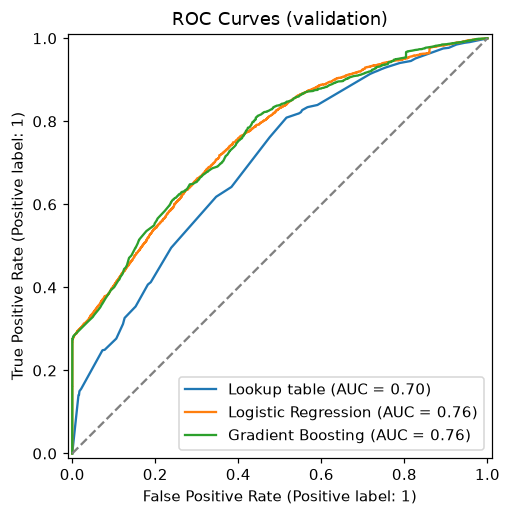 ROC Curves (validation)
True Positive Rate (Positive label: 1)
1.0
0.8
0.6
0.4
0.2
0.0
Lookup table (AUC = 0.70)
Logistic Regression (AUC = 0.76)
Gradient Boosting (AUC = 0.76)
0.0 0.2 0.4 0.6 0.8 1.0
False Positive Rate (Positive label: 1)